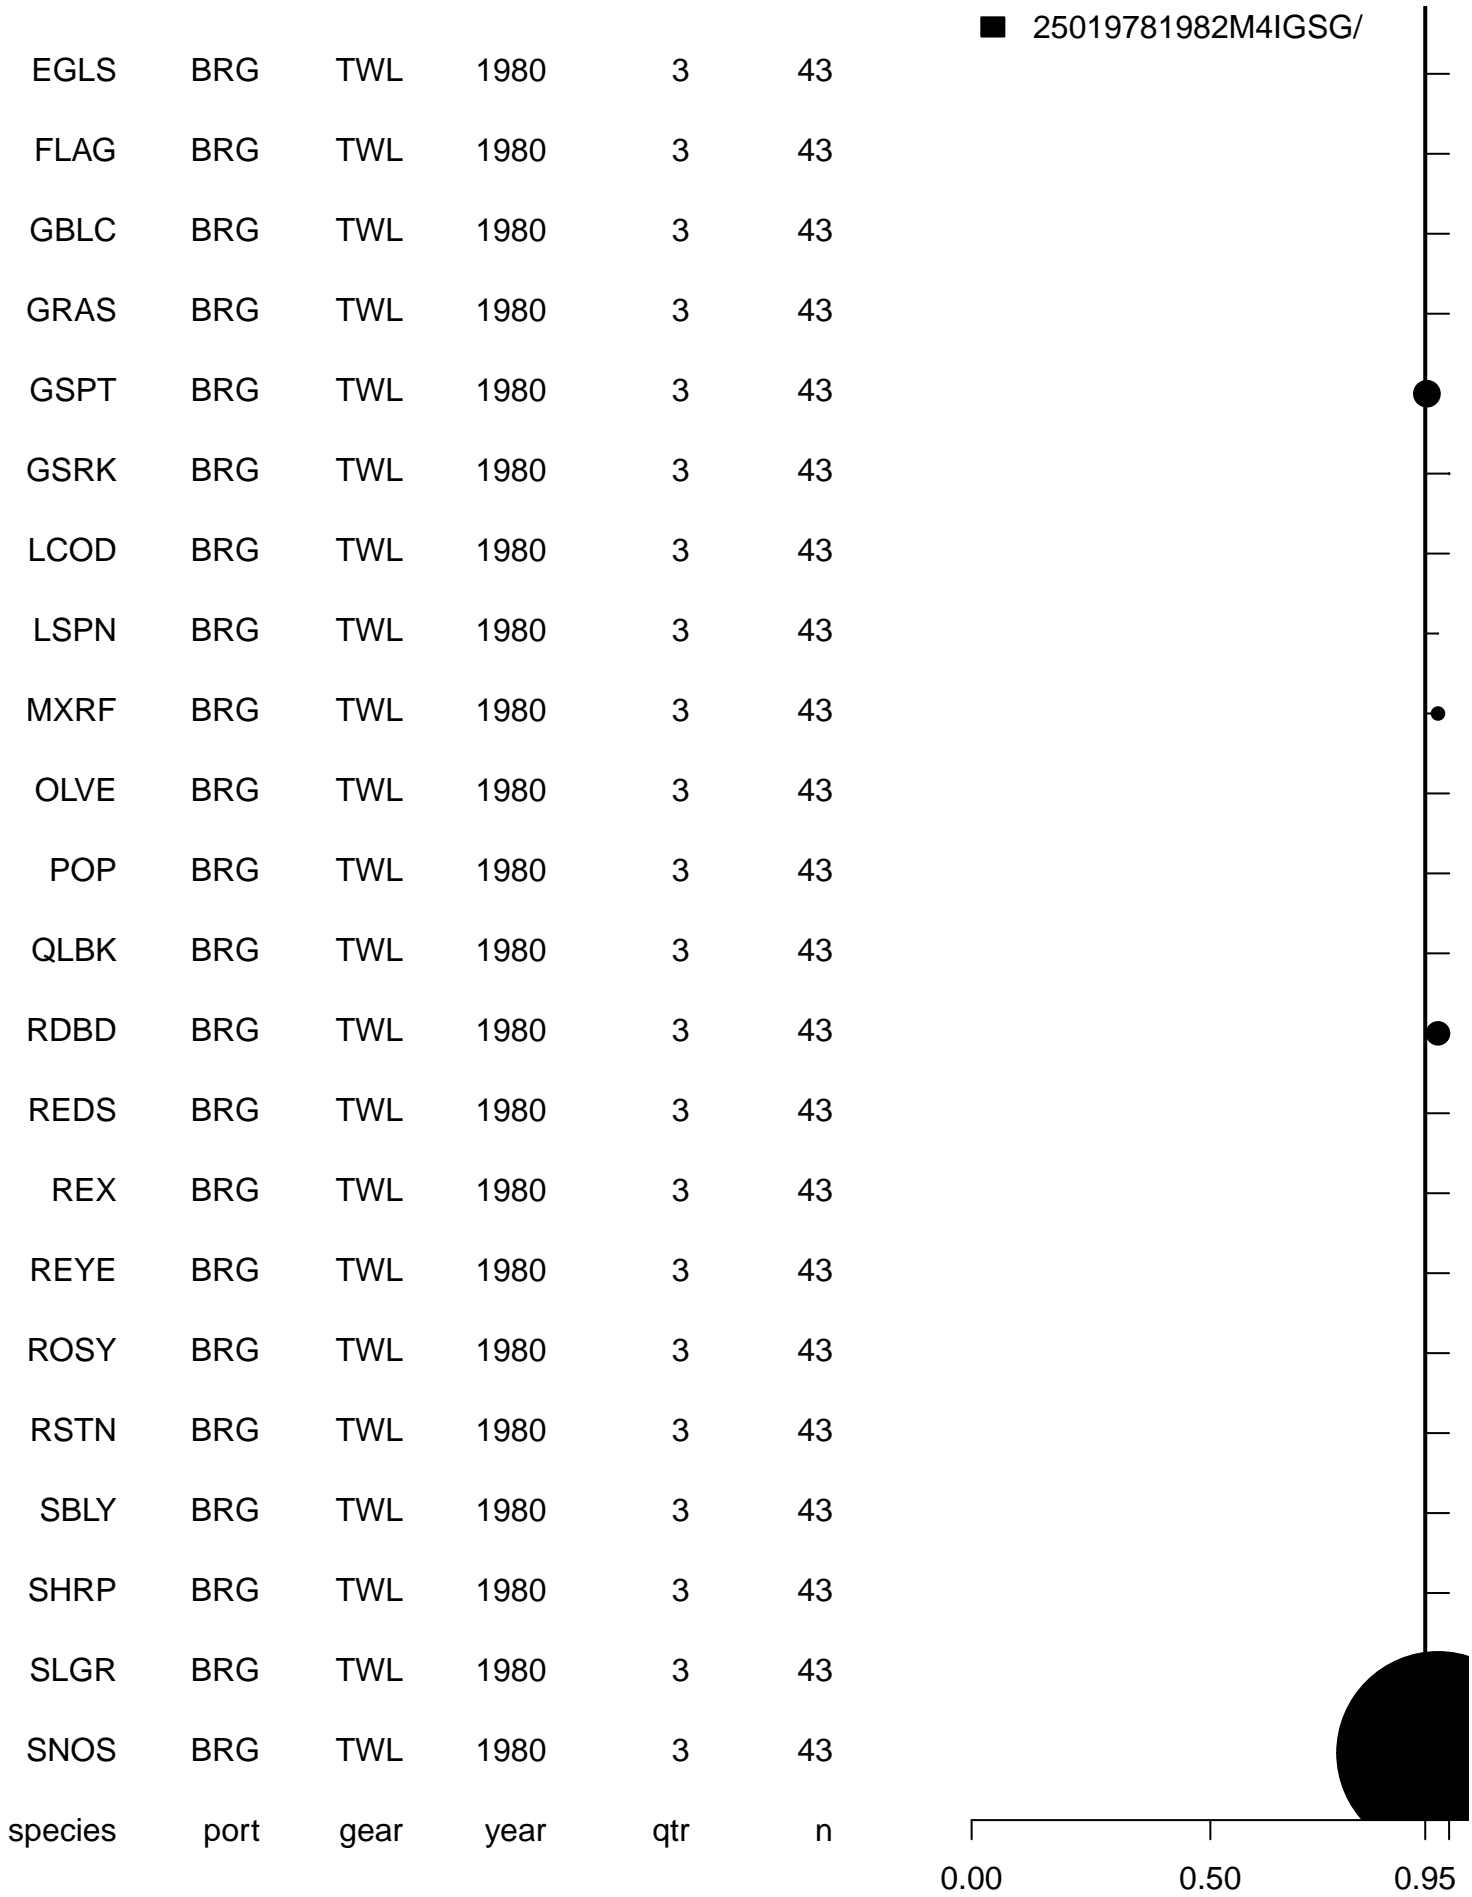 25019781982M4IGSG/
EGLS BRG TWL 1980 3 43
FLAG BRG TWL 1980 3 43
GBLC BRG TWL 1980 3 43
GRAS BRG TWL 1980 3 43
GSPT BRG TWL 1980 3 43
GSRK BRG TWL 1980 3 43
LCOD BRG TWL 1980 3 43
LSPN BRG TWL 1980 3 43
MXRF BRG TWL 1980 3 43
OLVE BRG TWL 1980 3 43
POP BRG TWL 1980 3 43
QLBK BRG TWL 1980 3 43
RDBD BRG TWL 1980 3 43
REDS BRG TWL 1980 3 43
REX BRG TWL 1980 3 43
REYE BRG TWL 1980 3 43
ROSY BRG TWL 1980 3 43
RSTN BRG TWL 1980 3 43
SBLY BRG TWL 1980 3 43
SHRP BRG TWL 1980 3 43
SLGR BRG TWL 1980 3 43
SNOS BRG TWL 1980 3 43
species port gear year qtr n
0.00 0.50 0.95